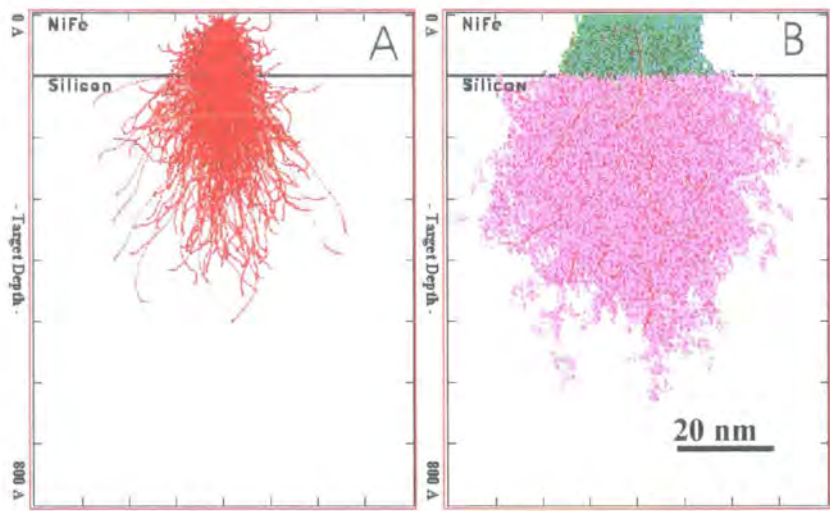 0 A
NiFe
A
Silicon
- Target Depth -
800 A
0 A
NiFe
B
Silicon
- Target Depth -
20 nm
800 A